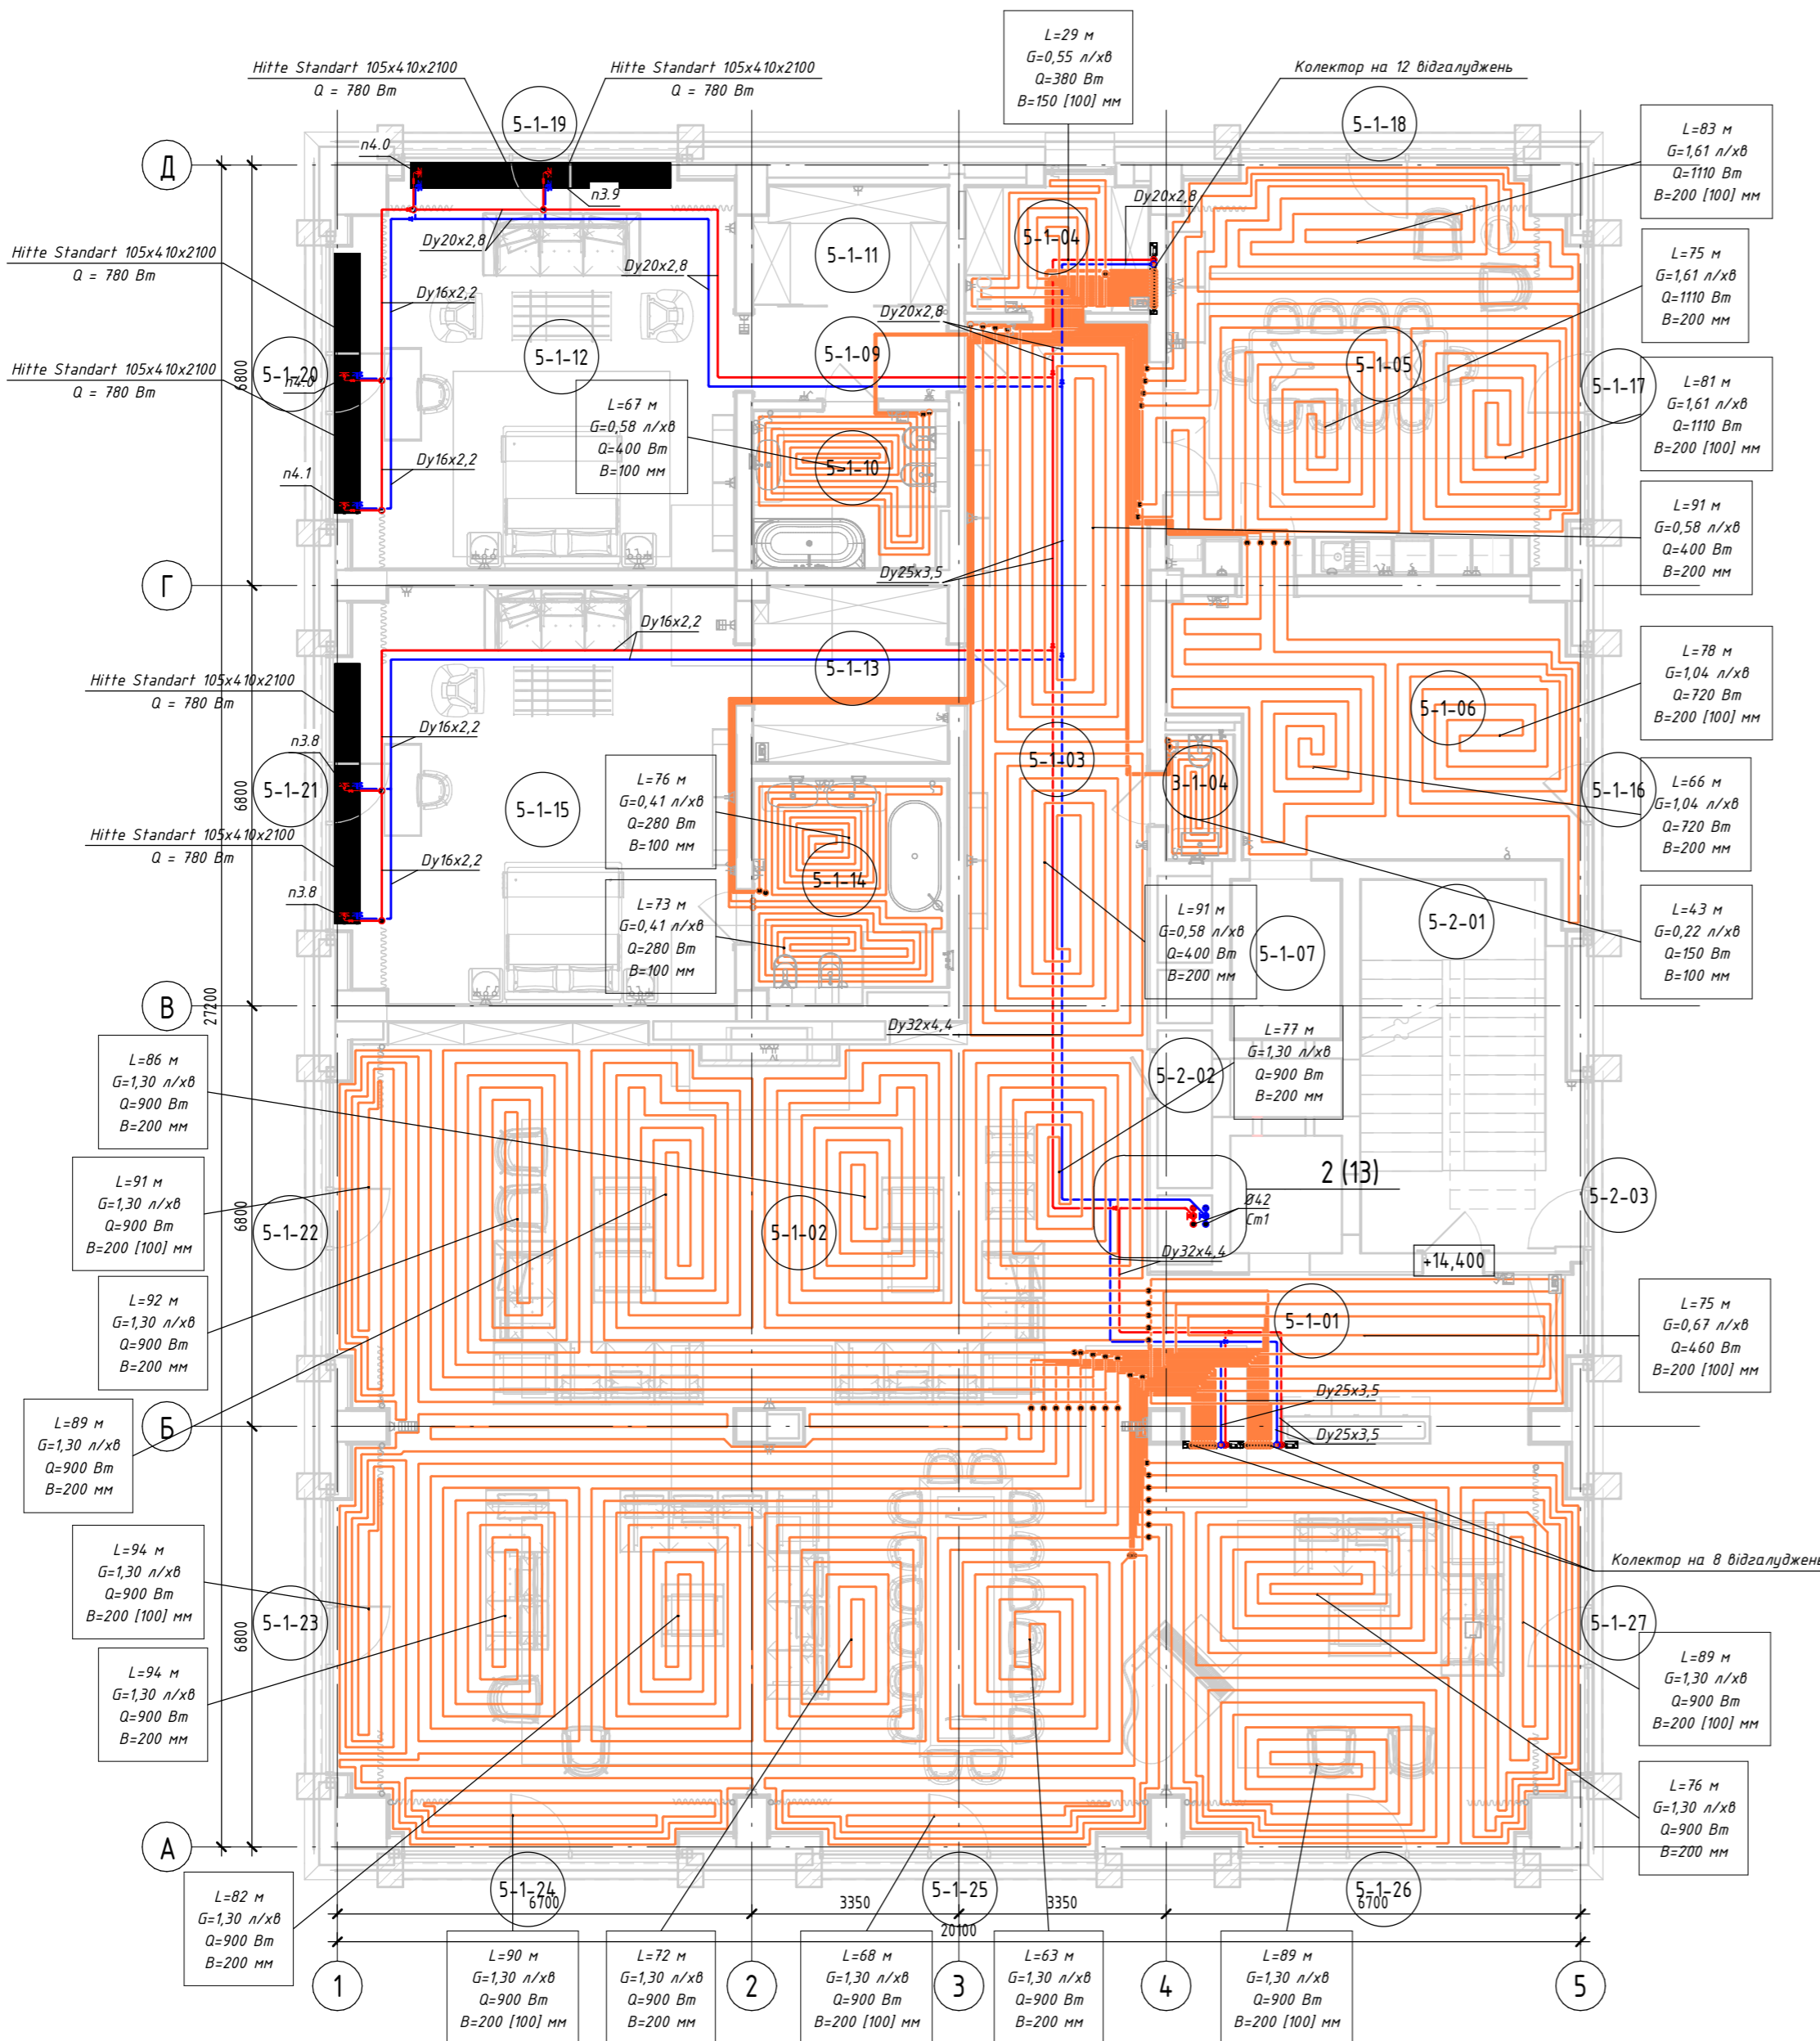 L=29 м
G=0,55 л/хв
Q=380 Вт
B=150 [100] мм
Hitte Standart 105x410x2100
Q = 780 Вт
Hitte Standart 105x410x2100
Q = 780 Вт
Колектор на 12 відгалуджень
5-1-19
5-1-18
n4.0
Д
n3.9
L=83 м
G=1,61 л/хв
Q=1110 Вт
B=200 [100] мм
Dy20x2,8
5-1-04
5-1-11
Dy20x2,8
Dy20x2,8
Hitte Standart 105x410x2100
Q = 780 Вт
L=75 м
G=1,61 л/хв
Q=1110 Вт
B=200 мм
Dy16x2,2
Dy20x2,8
5-1-12
5-1-09
5-1-05
5-1-20
6800
n4.0
Hitte Standart 105x410x2100
Q = 780 Вт
5-1-17
L=81 м
G=1,61 л/хв
Q=1110 Вт
B=200 [100] мм
L=67 м
G=0,58 л/хв
Q=400 Вт
B=100 мм
5-1-10
Dy16x2,2
n4.1
L=91 м
G=0,58 л/хв
Q=400 Вт
B=200 мм
Г
Dy25x3,5
Dy16x2,2
5-1-13
L=78 м
G=1,04 л/хв
Q=720 Вт
B=200 [100] мм
Hitte Standart 105x410x2100
Q = 780 Вт
Dy16x2,2
n3.8
5-1-06
5-1-21
6800
5-1-15
5-1-03
3-1-04
5-1-16
L=76 м
G=0,41 л/хв
Q=280 Вт
B=100 мм
L=66 м
G=1,04 л/хв
Q=720 Вт
B=200 мм
Hitte Standart 105x410x2100
Q = 780 Вт
Dy16x2,2
n3.8
5-1-14
L=73 м
G=0,41 л/хв
Q=280 Вт
B=100 мм
L=91 м
G=0,58 л/хв
Q=400 Вт
B=200 мм
5-1-07
5-2-01
L=43 м
G=0,22 л/хв
Q=150 Вт
B=100 мм
В
27200
Dy32x4,4
L=77 м
G=1,30 л/хв
Q=900 Вт
B=200 мм
5-2-02
L=86 м
G=1,30 л/хв
Q=900 Вт
B=200 мм
L=91 м
G=1,30 л/хв
Q=900 Вт
B=200 [100] мм
6800
5-1-22
5-1-02
2 (13)
Ø42
Ст1
5-2-03
Dy32x4,4
+14,400
L=92 м
G=1,30 л/хв
Q=900 Вт
B=200 мм
5-1-01
L=75 м
G=0,67 л/хв
Q=460 Вт
B=200 [100] мм
L=89 м
G=1,30 л/хв
Q=900 Вт
B=200 мм
Б
Dy25x3,5
Dy25x3,5
L=94 м
G=1,30 л/хв
Q=900 Вт
B=200 [100] мм
6800
5-1-23
Колектор на 8 відгалуджень
5-1-27
L=94 м
G=1,30 л/хв
Q=900 Вт
B=200 мм
L=89 м
G=1,30 л/хв
Q=900 Вт
B=200 [100] мм
L=76 м
G=1,30 л/хв
Q=900 Вт
B=200 мм
А
L=82 м
G=1,30 л/хв
Q=900 Вт
B=200 мм
5-1-24
5-1-25
5-1-26
6700
3350
3350
6700
20100
L=90 м
G=1,30 л/хв
Q=900 Вт
B=200 [100] мм
L=72 м
G=1,30 л/хв
Q=900 Вт
B=200 мм
L=68 м
G=1,30 л/хв
Q=900 Вт
B=200 [100] мм
L=63 м
G=1,30 л/хв
Q=900 Вт
B=200 мм
L=89 м
G=1,30 л/хв
Q=900 Вт
B=200 [100] мм
1
2
3
4
5